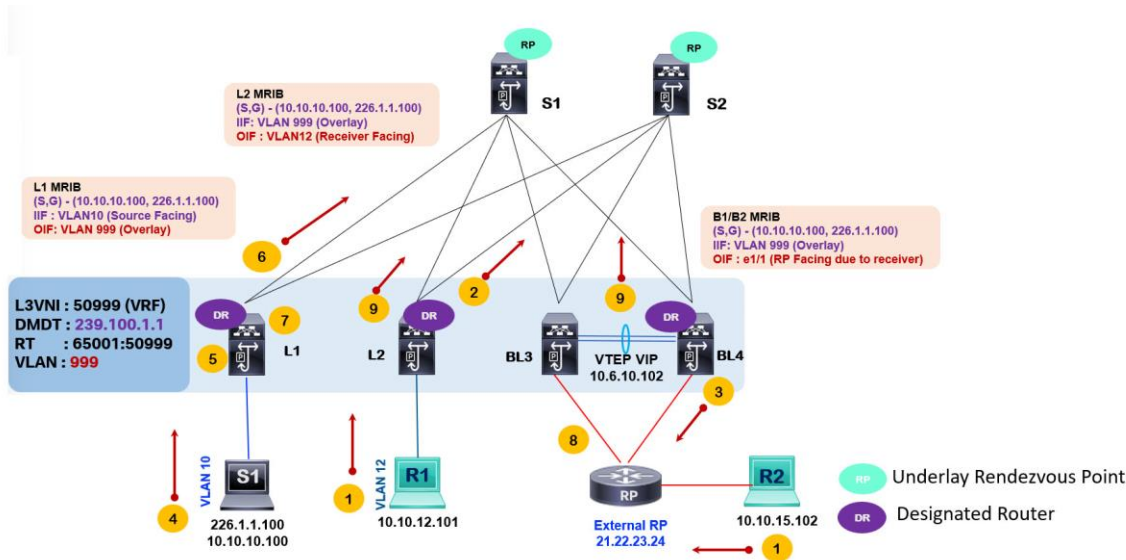 RP
S1
RP
S2
L2 MRIB
(S,G) - (10.10.10.100, 226.1.1.100)
IIF: VLAN 999 (Overlay)
OIF: VLAN12 (Receiver Facing)
L1 MRIB
(S,G) - (10.10.10.100, 226.1.1.100)
IIF : VLAN10 (Source Facing)
OIF: VLAN 999 (Overlay)
B1/B2 MRIB
(S,G) - (10.10.10.100, 226.1.1.100)
IIF: VLAN 999 (Overlay)
OIF : e1/1 (RP Facing due to receiver)
6
9
2
9
L3VNI : 50999 (VRF)
DMDT : 239.100.1.1
RT : 65001:50999
VLAN : 999
DR
7
5
L1
DR
L2
BL3
VTEP VIP
10.6.10.102
DR
BL4
3
8
4
VLAN 10
S1
226.1.1.100
10.10.10.100
1
VLAN 12
R1
10.10.12.101
RP
External RP
21.22.23.24
R2
10.10.15.102
1
RP
Underlay Rendezvous Point
DR
Designated Router